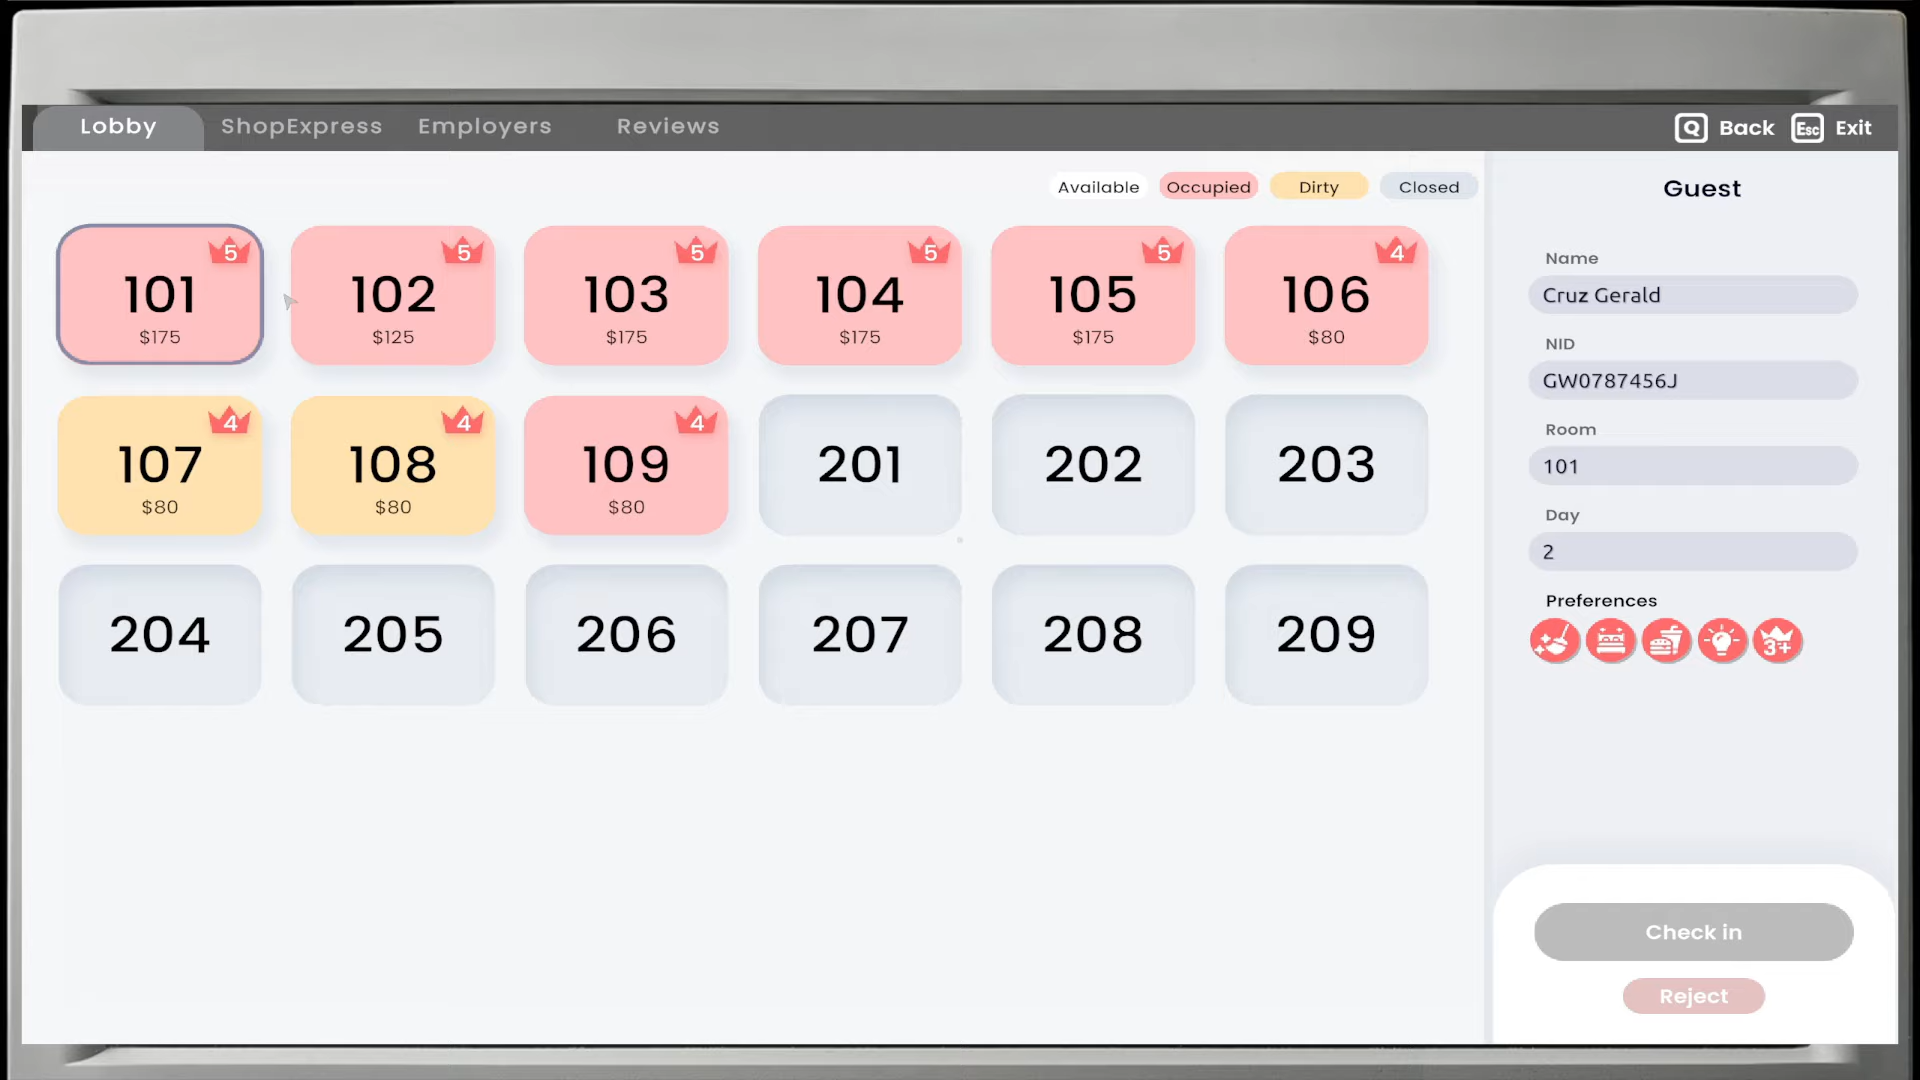 Lobby ShopExpress Employers Reviews Q Back Esc Exit
Available Occupied Dirty Closed
5 5 5 5 5 4
101 102 103 104 105 106
$175 $125 $175 $175 $175 $80
4 4 4
107 108 109 201 202 203
$80 $80 $80
204 205 206 207 208 209
Guest
Name
Cruz Gerald
NID
GW0787456J
Room
101
Day
2
Preferences
3+
Check in
Reject